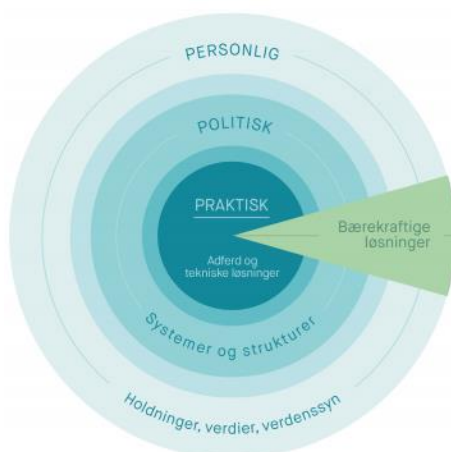 PERSONLIG
POLITISK
PRAKTISK
Adferd og
tekniske løsninger
Bærekraftige
løsninger
Systemer og strukturer
Holdninger, verdier, verdenssyn